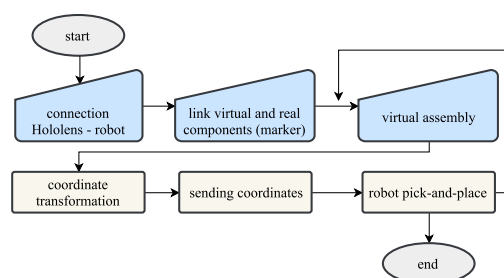 start
connection
Hololens - robot
link virtual and real
components (marker)
virtual assembly
coordinate
transformation
sending coordinates
robot pick-and-place
end